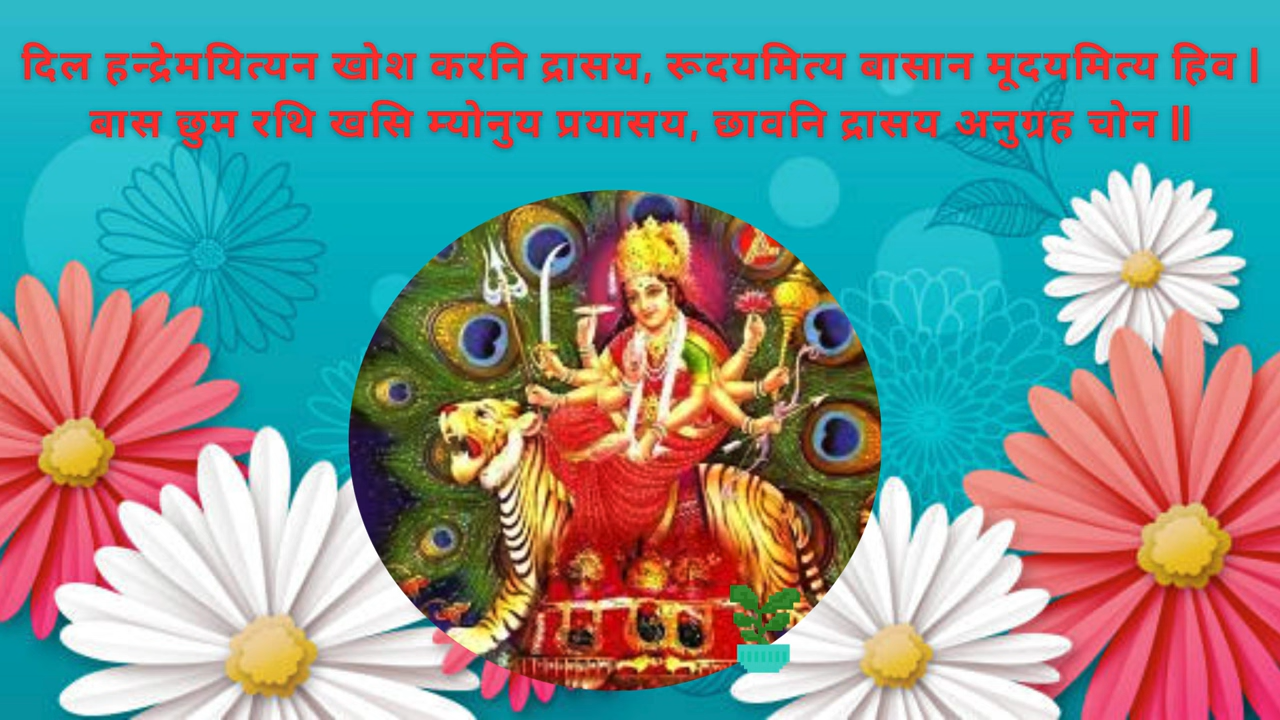 दिल हन्द्रेमयित्यन खोश करनि द्रासय, रूदयमित्य बासान मूदयमित्य हिव |
बास छुम रथि खसि म्योनुय प्रयासय, छावनि द्रासय अनुग्रह चोन ||